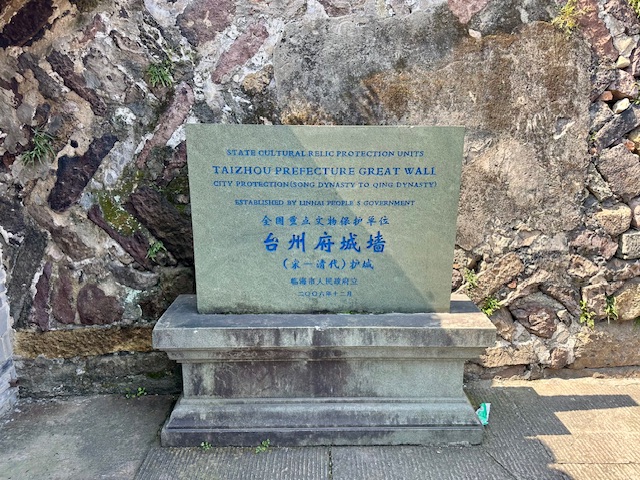 STATE CULTURAL RELIC PROTECTION UNITS
TAIZHOU PREFECTURE GREAT WALL
CITY PROTECTION(SONG DYNASTY TO QING DYNASTY)
ESTABLISHED BY LINHAI PEOPLE S GOVERNMENT
全国重点文物保护单位
台州府城墙
(宋－清代)护城
临海市人民政府立
二〇〇六年十二月